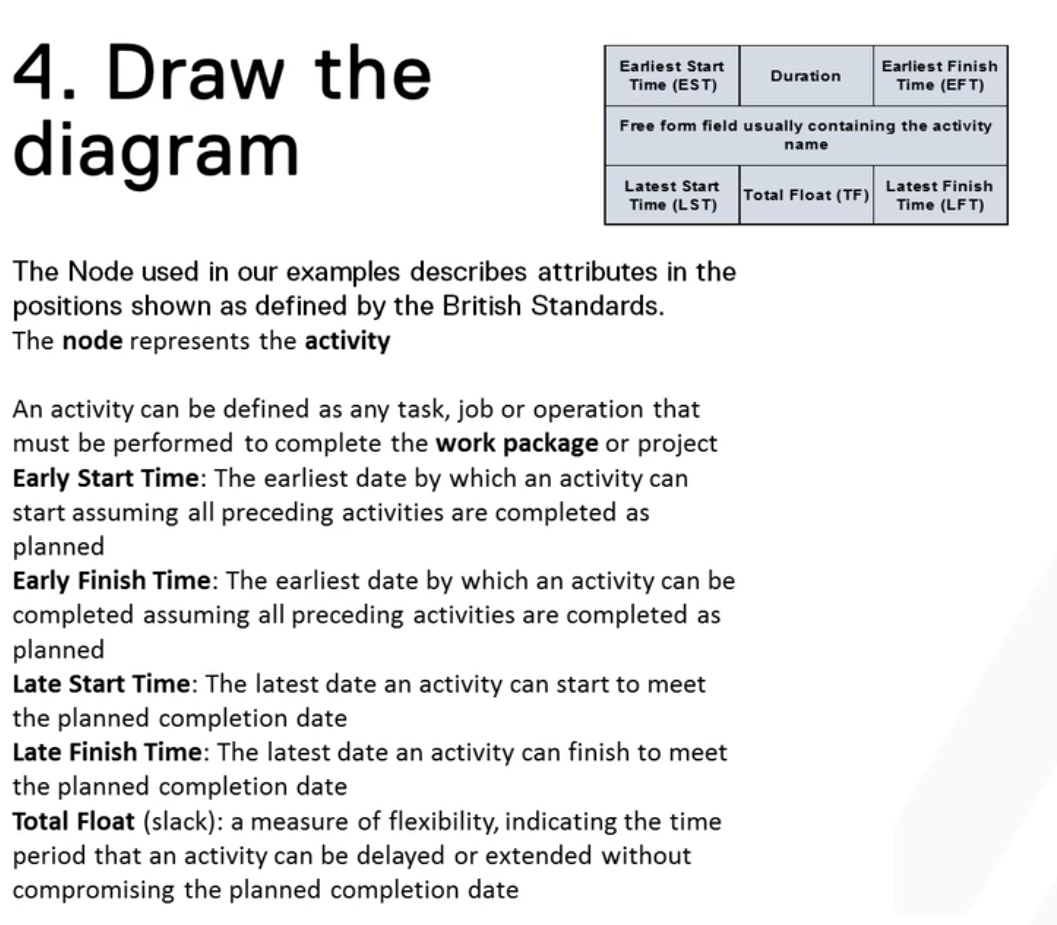 4. Draw the
diagram
Earliest Start
Time (EST)
Duration
Earliest Finish
Time (EFT)
Free form field usually containing the activity
name
Latest Start
Time (LST)
Total Float (TF)
Latest Finish
Time (LFT)
The Node used in our examples describes attributes in the
positions shown as defined by the British Standards.
The node represents the activity
An activity can be defined as any task, job or operation that
must be performed to complete the work package or project
Early Start Time: The earliest date by which an activity can
start assuming all preceding activities are completed as
planned
Early Finish Time: The earliest date by which an activity can be
completed assuming all preceding activities are completed as
planned
Late Start Time: The latest date an activity can start to meet
the planned completion date
Late Finish Time: The latest date an activity can finish to meet
the planned completion date
Total Float (slack): a measure of flexibility, indicating the time
period that an activity can be delayed or extended without
compromising the planned completion date